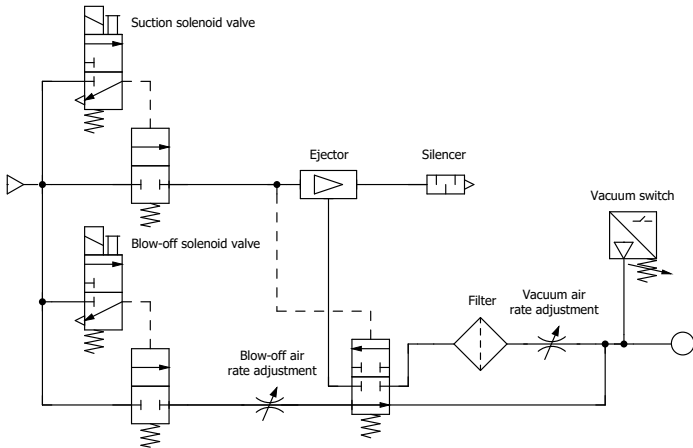 Suction solenoid valve
Ejector
Silencer
Vacuum switch
Blow-off solenoid valve
Filter
Vacuum air
rate adjustment
Blow-off air
rate adjustment